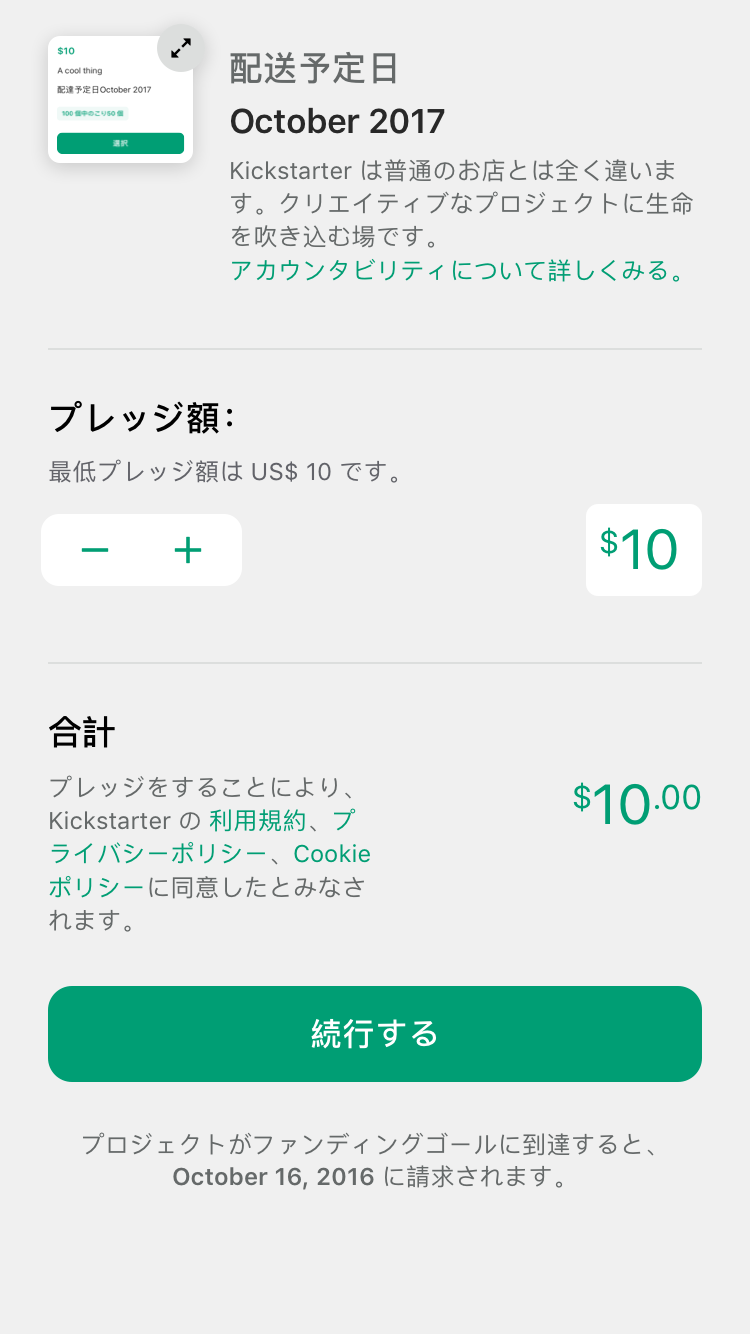 $10
A cool thing
配達予定日October 2017
100 個中のこり50 個
選択
配送予定日
October 2017
Kickstarter は普通のお店とは全く違いま
す。クリエイティブなプロジェクトに生命
を吹き込む場です。
アカウンタビリティについて詳しくみる。
プレッジ額：
最低プレッジ額は US$ 10 です。
$10
合計
プレッジをすることにより、
Kickstarter の 利用規約、プ
ライバシーポリシー、Cookie
ポリシーに同意したとみなさ
れます。
$10.00
続行する
プロジェクトがファンディングゴールに到達すると、
October 16, 2016 に請求されます。